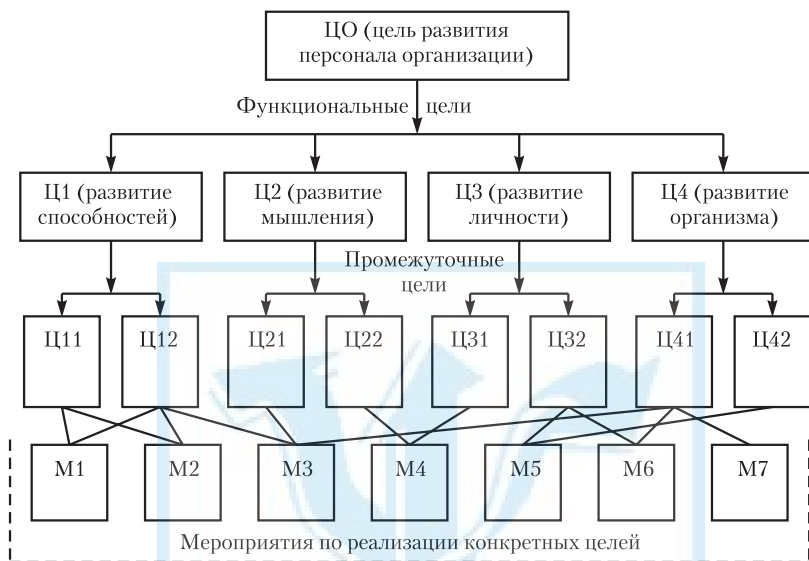 ЦО (цель развития
персонала организации)
Функциональные цели
Ц1 (развитие
способностей)
Ц2 (развитие
мышления)
Ц3 (развитие
личности)
Ц4 (развитие
организма)
Промежуточные
цели
Ц11
Ц12
Ц21
Ц22
Ц31
Ц32
Ц41
Ц42
М1
М2
М3
М4
М5
М6
М7
Мероприятия по реализации конкретных целей